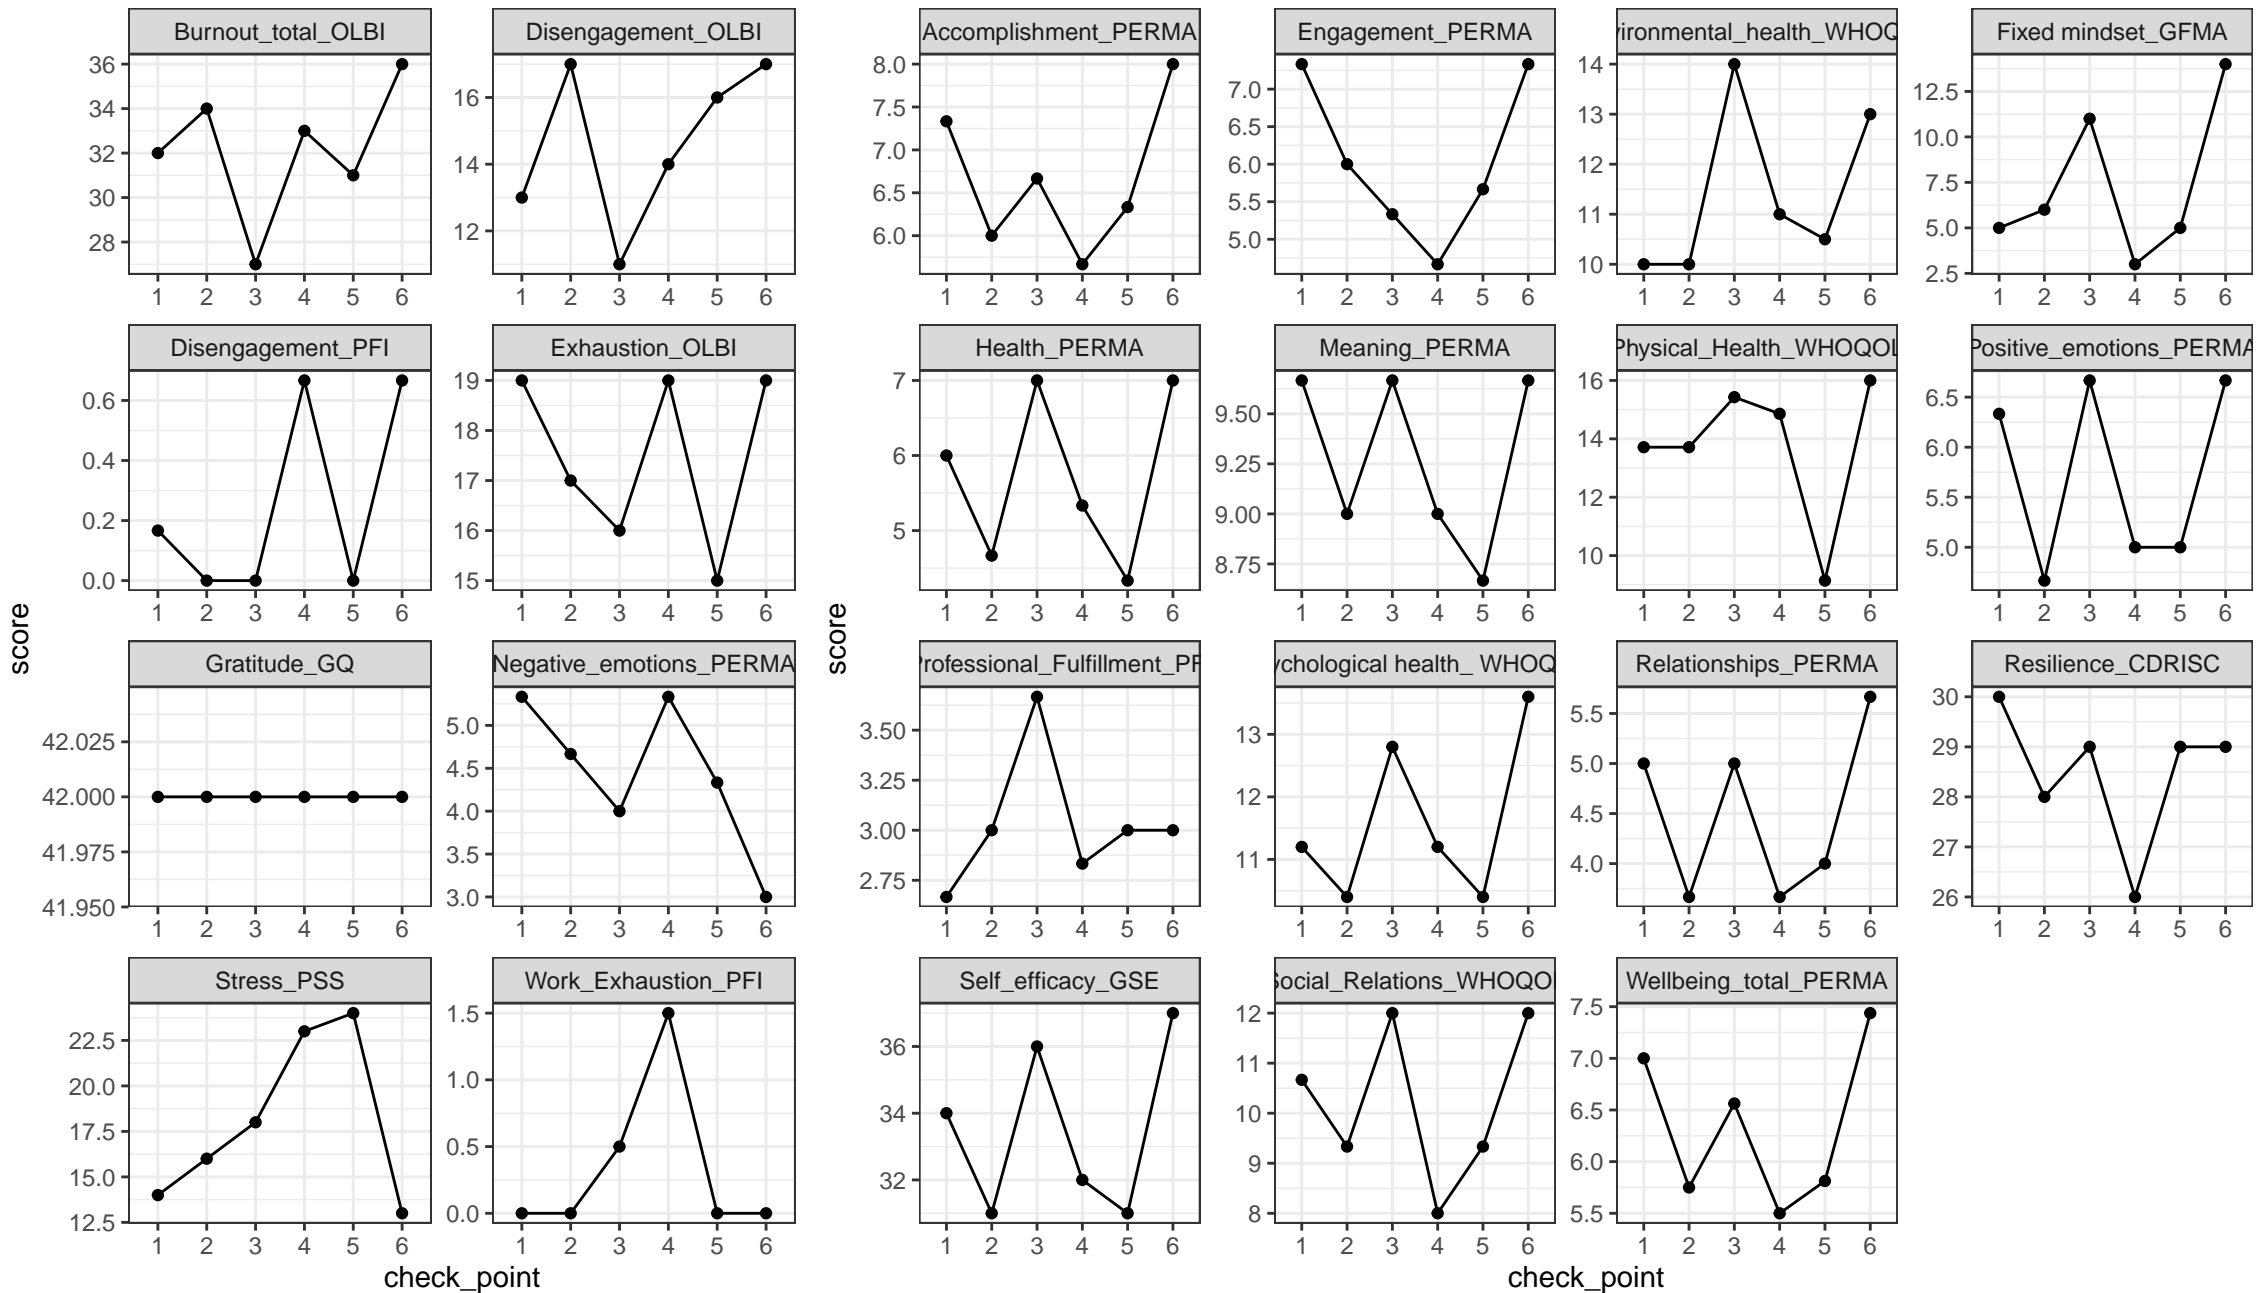 Burnout_total_OLBI
Disengagement_OLBI
Accomplishment_PERMA
Engagement_PERMA
vironmental_health_WHOQ
Fixed mindset_GFMA
36
34
32
30
28
16
14
12
8.0
7.5
7.0
6.5
6.0
7.0
6.5
6.0
5.5
5.0
14
13
12
11
10
12.5
10.0
7.5
5.0
2.5
1 2 3 4 5 6
1 2 3 4 5 6
1 2 3 4 5 6
1 2 3 4 5 6
1 2 3 4 5 6
1 2 3 4 5 6
Disengagement_PFI
Exhaustion_OLBI
Health_PERMA
Meaning_PERMA
Physical_Health_WHOQOL
Positive_emotions_PERMA
0.6
0.4
0.2
0.0
19
18
17
16
15
7
6
5
9.50
9.25
9.00
8.75
16
14
12
10
6.5
6.0
5.5
5.0
1 2 3 4 5 6
1 2 3 4 5 6
1 2 3 4 5 6
1 2 3 4 5 6
1 2 3 4 5 6
1 2 3 4 5 6
score
score
Gratitude_GQ
Negative_emotions_PERMA
Professional_Fulfillment_PF
ychological health_ WHOQ
Relationships_PERMA
Resilience_CDRISC
42.025
42.000
41.975
41.950
5.0
4.5
4.0
3.5
3.0
3.50
3.25
3.00
2.75
13
12
11
5.5
5.0
4.5
4.0
30
29
28
27
26
1 2 3 4 5 6
1 2 3 4 5 6
1 2 3 4 5 6
1 2 3 4 5 6
1 2 3 4 5 6
1 2 3 4 5 6
Stress_PSS
Work_Exhaustion_PFI
Self_efficacy_GSE
Social_Relations_WHOQOL
Wellbeing_total_PERMA
22.5
20.0
17.5
15.0
12.5
1.5
1.0
0.5
0.0
36
34
32
12
11
10
9
8
7.5
7.0
6.5
6.0
5.5
1 2 3 4 5 6
1 2 3 4 5 6
1 2 3 4 5 6
1 2 3 4 5 6
1 2 3 4 5 6
check_point
check_point